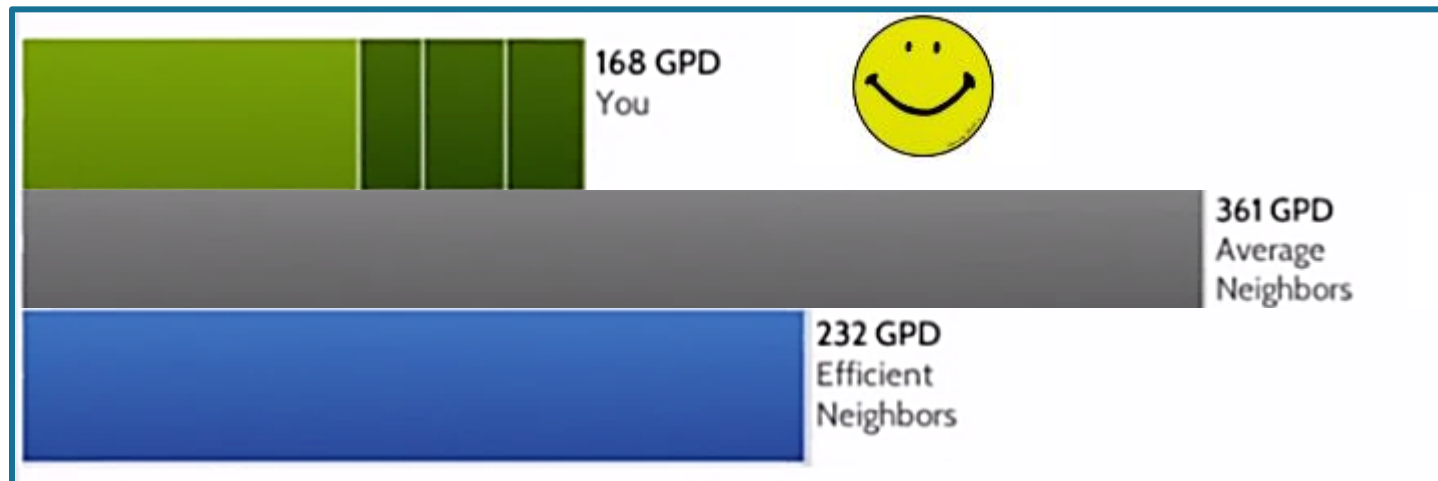 168 GPD
You
361 GPD
Average
Neighbors
232 GPD
Efficient
Neighbors